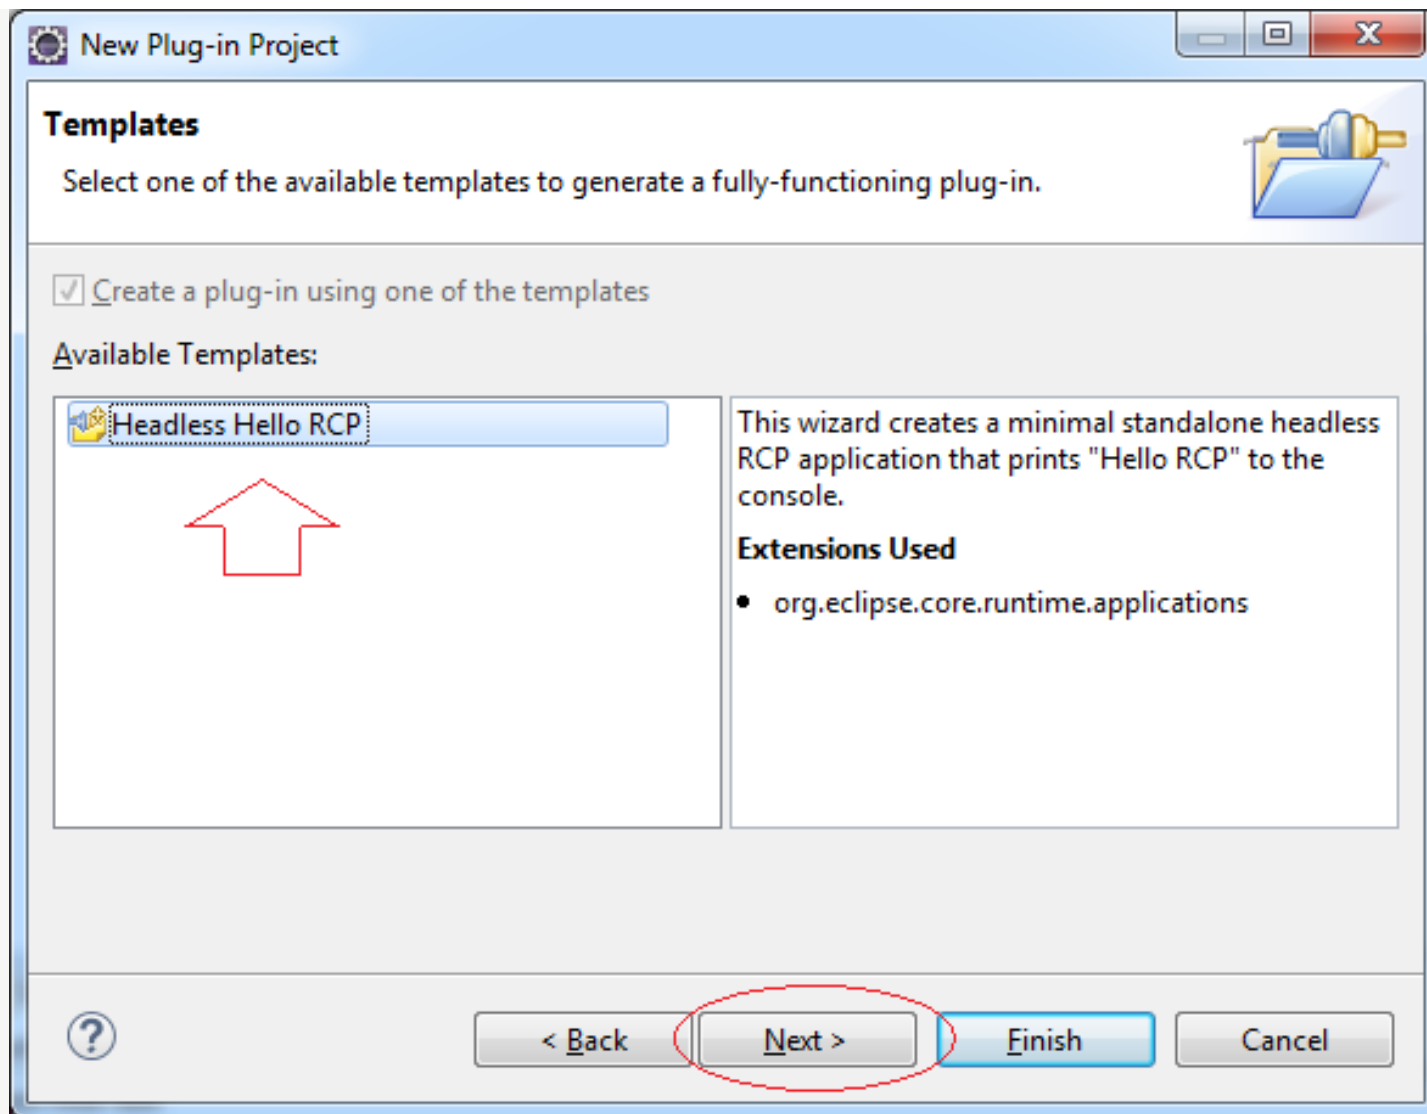 New Plug-in Project
Templates
Select one of the available templates to generate a fully-functioning plug-in.
Create a plug-in using one of the templates
Available Templates:
Headless Hello RCP
This wizard creates a minimal standalone headless
RCP application that prints "Hello RCP" to the
console.
Extensions Used
• org.eclipse.core.runtime.applications
?
< Back
Next >
Finish
Cancel